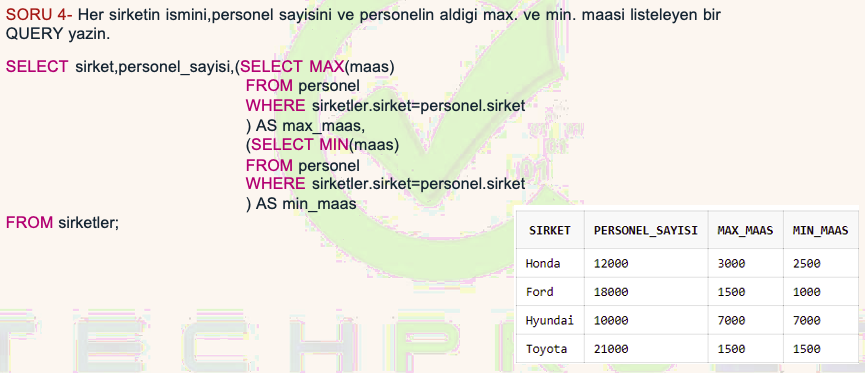 SORU 4- Her sirketin ismini,personel sayisini ve personelin aldigi max. ve min. maasi listeleyen bir
QUERY yazin.
SELECT sirket,personel_sayisi,(SELECT MAX(maas)
FROM personel
WHERE sirketler.sirket=personel.sirket
) AS max_maas,
(SELECT MIN(maas)
FROM personel
WHERE sirketler.sirket=personel.sirket
) AS min_maas
FROM sirketler;
SIRKET PERSONEL_SAYISI MAX_MAAS MIN_MAAS
Honda 12000 3000 2500
Ford 18000 1500 1000
Hyundai 10000 7000 7000
Toyota 21000 1500 1500
TECHP